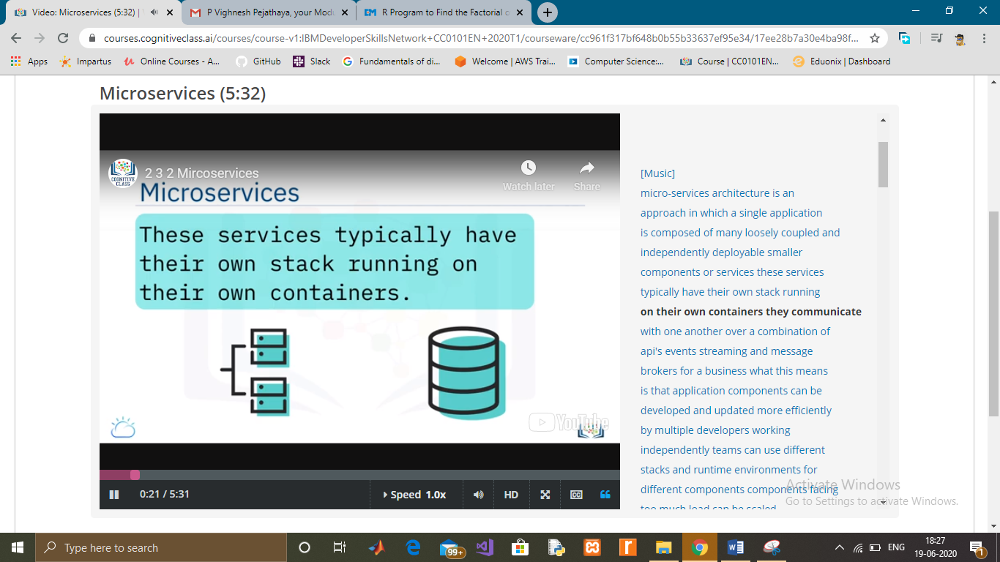 Video: Microservices (5:32) |
P Vighnesh Pejathaya, your Modu
R Program to Find the Factorial o
courses.cognitiveclass.ai/courses/course-v1:IBMDeveloperSkillsNetwork+CC0101EN+2020T1/courseware/cc961f317bf648b0b55b33637ef95e34/17ee28b7a30e4ba98f...
Apps
Impartus
Online Courses - A...
GitHub
Slack
Fundamentals of di...
Welcome | AWS Trai...
Computer Science:...
Course | CC0101EN...
Eduonix | Dashboard
Microservices (5:32)
COGNITIVE
CLASS
2 3 2 Mircoservices
Watch later
Share
Microservices
These services typically have
their own stack running on
their own containers.
YouTube
0:21 / 5:31
Speed 1.0x
HD
CC
[Music]
micro-services architecture is an
approach in which a single application
is composed of many loosely coupled and
independently deployable smaller
components or services these services
typically have their own stack running
on their own containers they communicate
with one another over a combination of
api's events streaming and message
brokers for a business what this means
is that application components can be
developed and updated more efficiently
by multiple developers working
independently teams can use different
stacks and runtime environments for
different components components facing
too much load can be scaled
Activate Windows
Go to Settings to activate Windows.
Type here to search
99+
ENG
18:27
19-06-2020
1